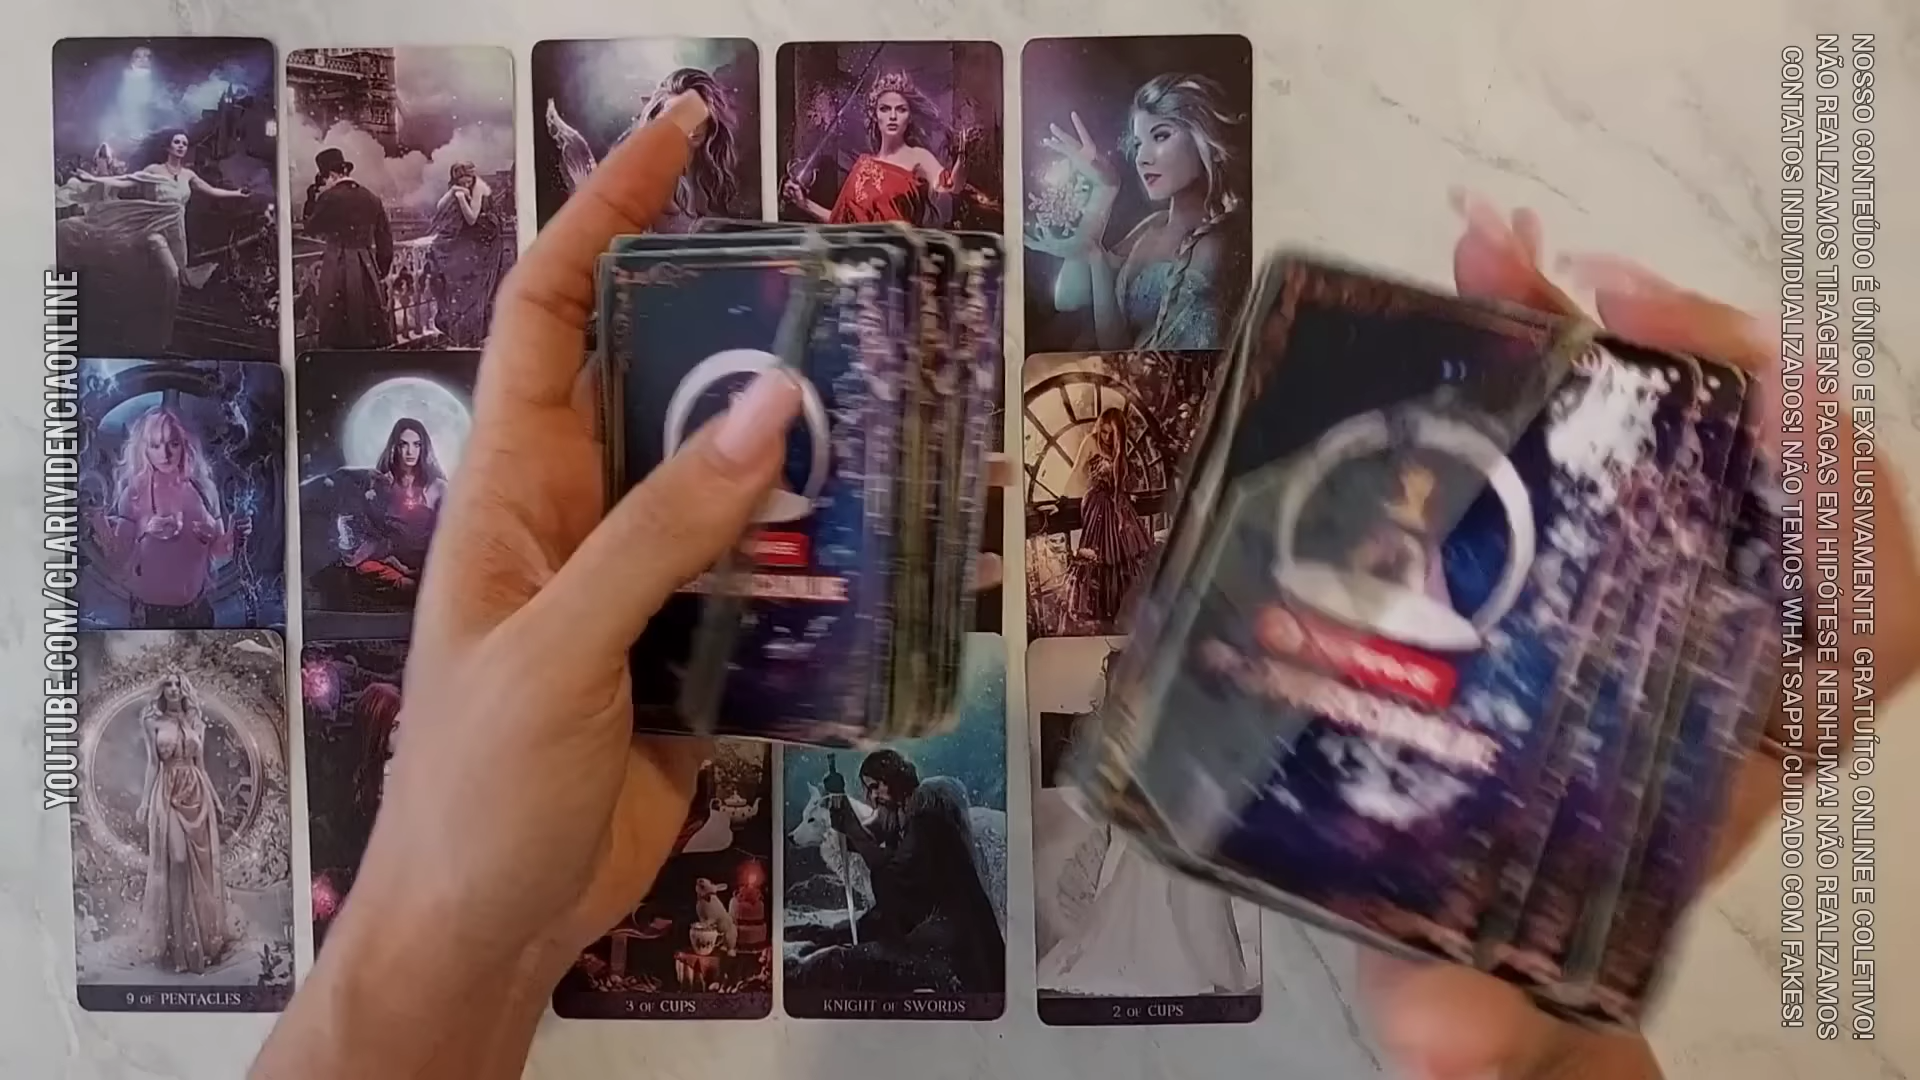 YOUTUBE.COM/CLARIVIDENCIAONLINE
NOSSO CONTEÚDO É ÚNICO E EXCLUSIVAMENTE GRATUÍTO, ONLINE E COLETIVO!
NÃO REALIZAMOS TIRAGENS PAGAS EM HIPÓTESE NENHUMA! NÃO REALIZAMOS
CONTATOS INDIVIDUALIZADOS! NÃO TEMOS WHATSAPP! CUIDADO COM FAKES!
9 OF PENTACLES
3 OF CUPS
KNIGHT OF SWORDS
2 OF CUPS